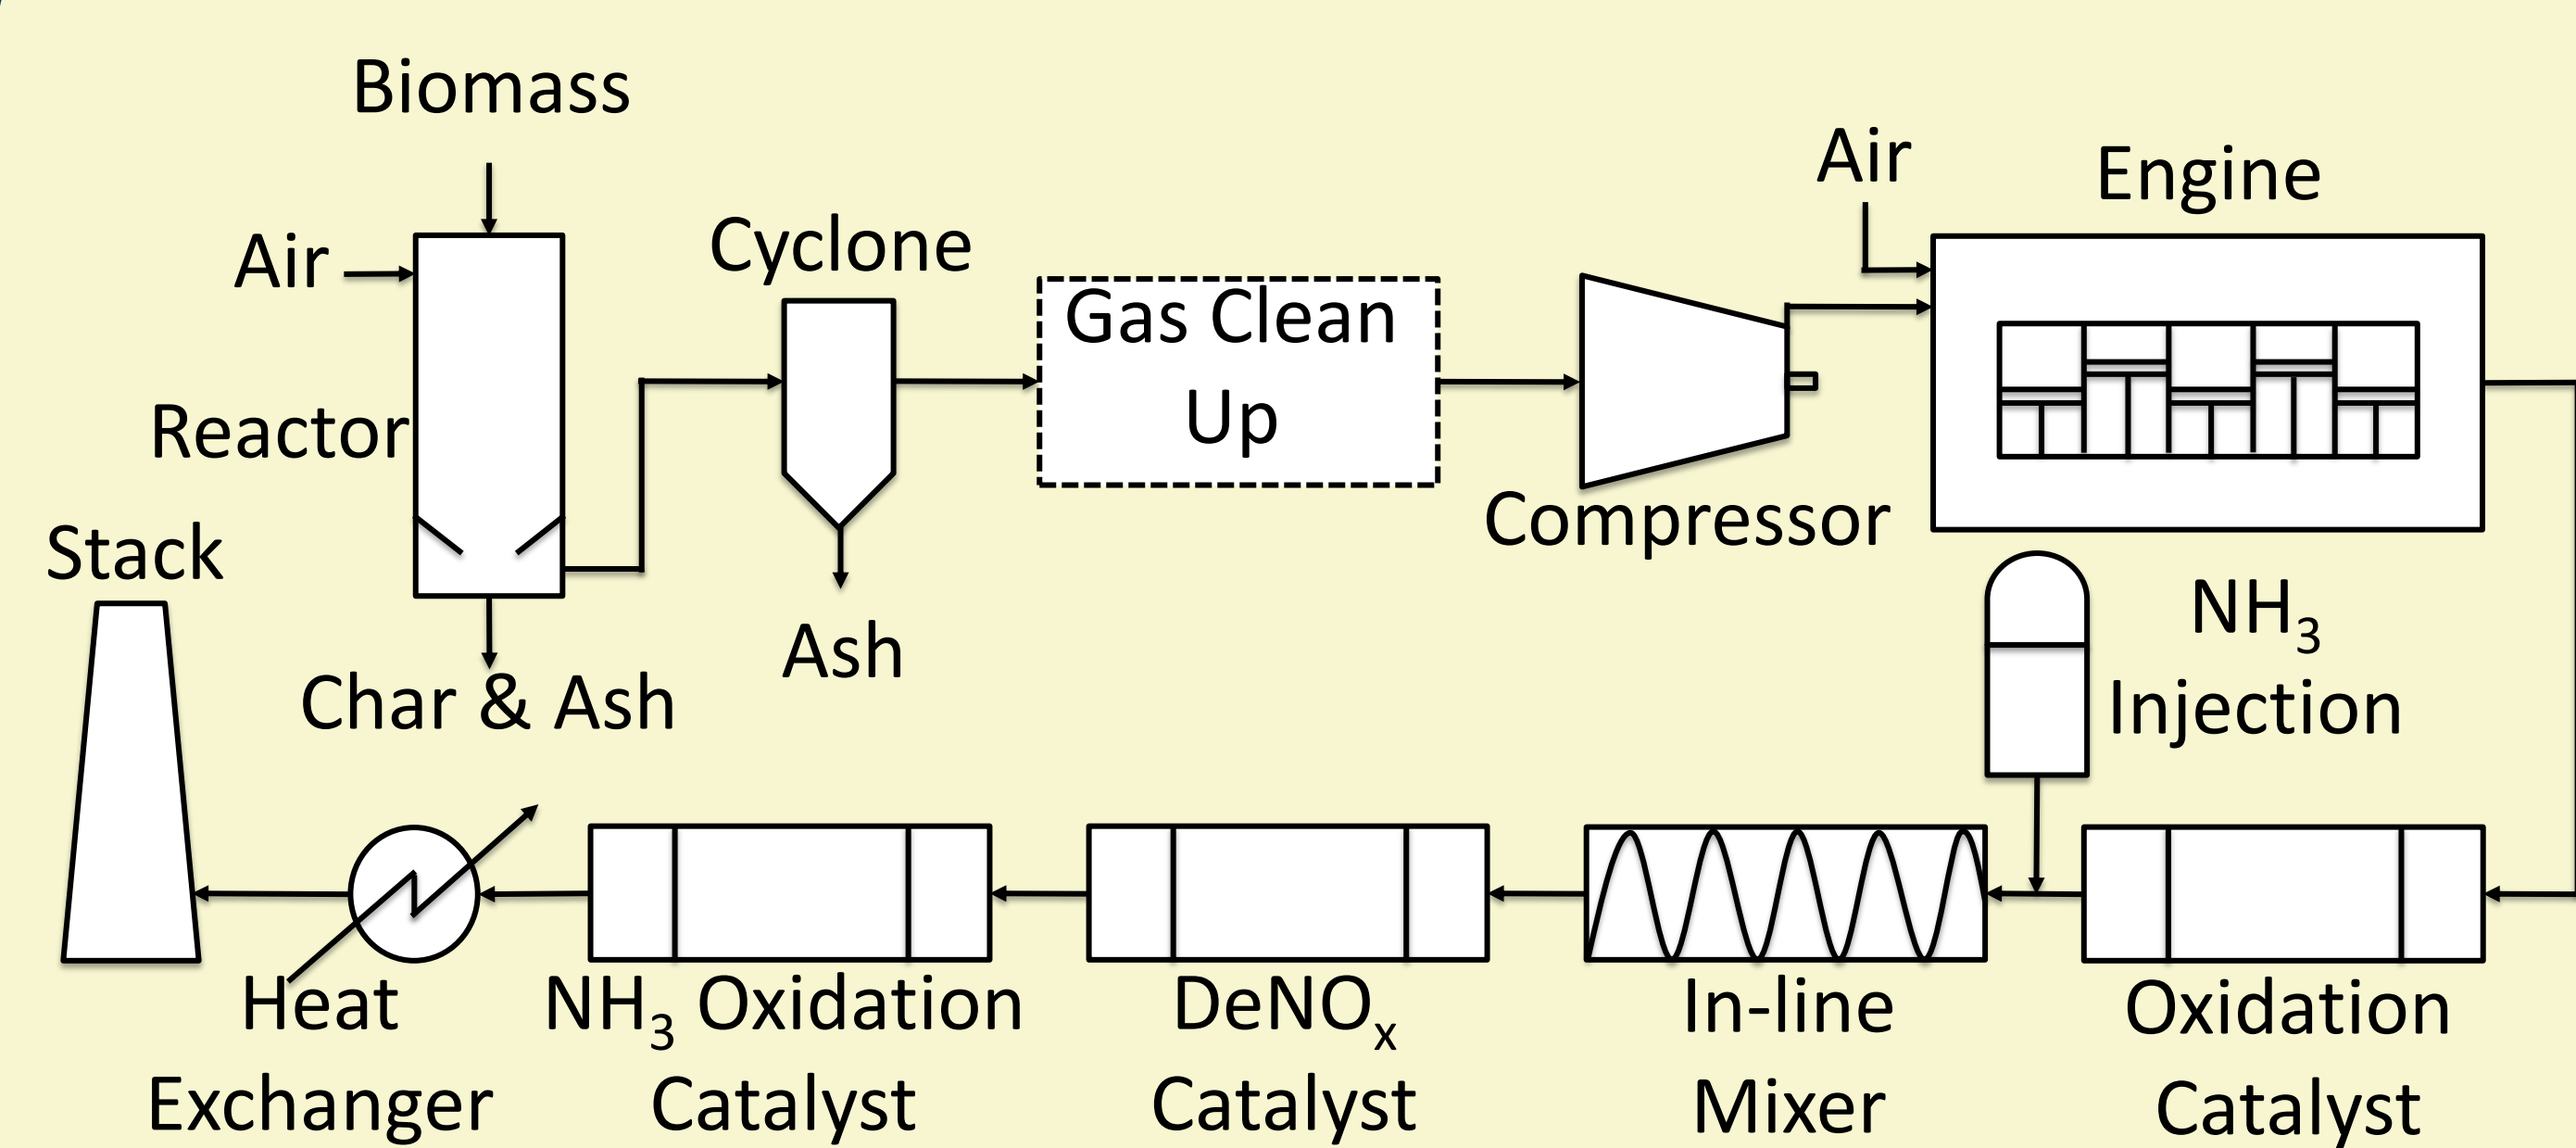 Biomass
Air
Reactor
Char & Ash
Cyclone
Ash
Gas Clean
Up
Compressor
Air
Engine
NH₃
Injection
Oxidation
Catalyst
In-line
Mixer
DeNOₓ
Catalyst
NH₃ Oxidation
Catalyst
Heat
Exchanger
Stack